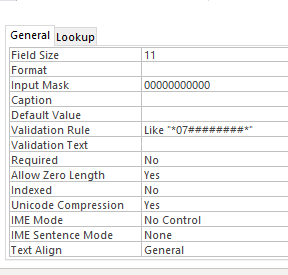 General Lookup
Field Size 11
Format
Input Mask 00000000000
Caption
Default Value
Validation Rule Like "*07########*"
Validation Text
Required No
Allow Zero Length Yes
Indexed No
Unicode Compression Yes
IME Mode No Control
IME Sentence Mode None
Text Align General